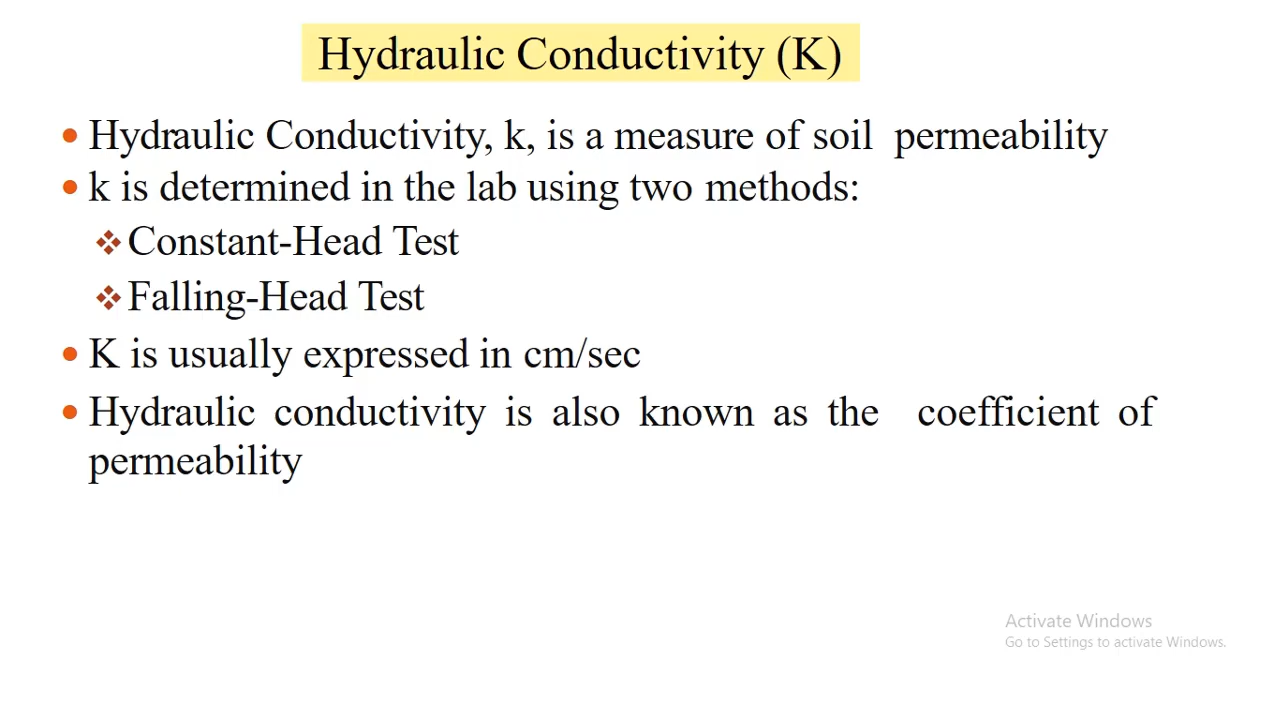 Hydraulic Conductivity (K)
Hydraulic Conductivity, k, is a measure of soil permeability
k is determined in the lab using two methods:
Constant-Head Test
Falling-Head Test
K is usually expressed in cm/sec
Hydraulic conductivity is also known as the coefficient of
permeability
Activate Windows
Go to Settings to activate Windows.